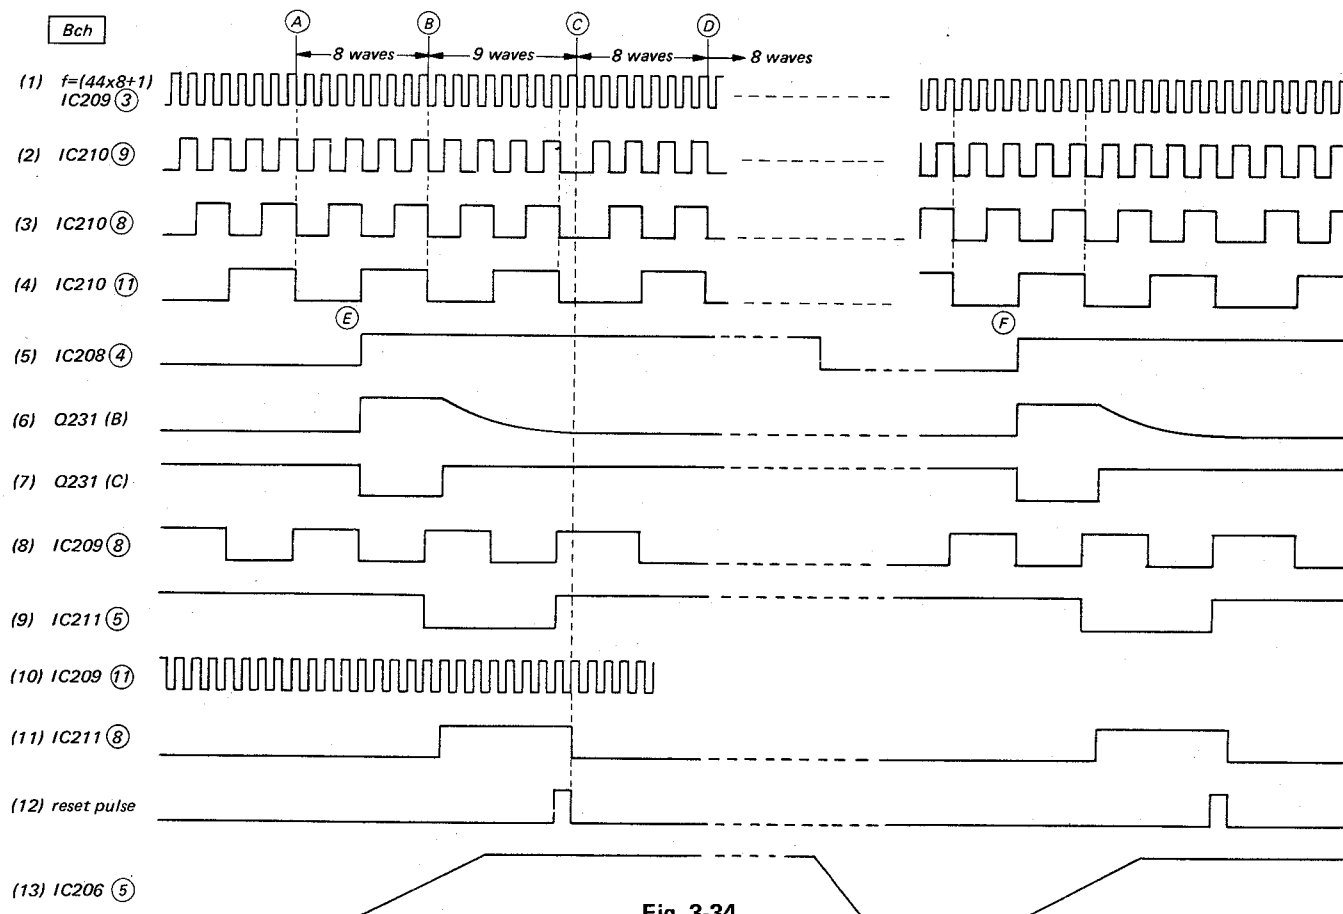 Bch
A B C D
8 waves 9 waves 8 waves 8 waves
(1) f=(44x8+1)
IC209 3
(2) IC210 9
(3) IC210 8
(4) IC210 11
E F
(5) IC208 4
(6) Q231 (B)
(7) Q231 (C)
(8) IC209 8
(9) IC211 5
(10) IC209 11
(11) IC211 8
(12) reset pulse
(13) IC206 5
Fig. 3-34